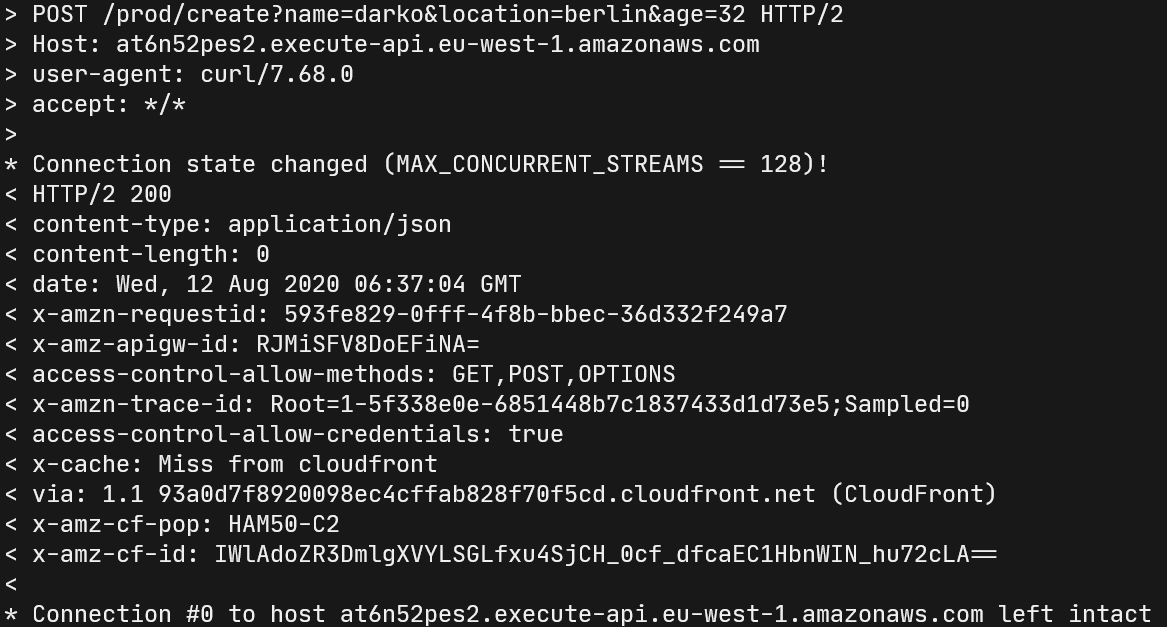 > POST /prod/create?name=darko&location=berlin&age=32 HTTP/2
> Host: at6n52pes2.execute-api.eu-west-1.amazonaws.com
> user-agent: curl/7.68.0
> accept: */*
>
* Connection state changed (MAX_CONCURRENT_STREAMS == 128)!
< HTTP/2 200
< content-type: application/json
< content-length: 0
< date: Wed, 12 Aug 2020 06:37:04 GMT
< x-amzn-requestid: 593fe829-0fff-4f8b-bbec-36d332f249a7
< x-amz-apigw-id: RJMiSFV8DoEFiNA=
< access-control-allow-methods: GET,POST,OPTIONS
< x-amzn-trace-id: Root=1-5f338e0e-6851448b7c1837433d1d73e5;Sampled=0
< access-control-allow-credentials: true
< x-cache: Miss from cloudfront
< via: 1.1 93a0d7f8920098ec4cffab828f70f5cd.cloudfront.net (CloudFront)
< x-amz-cf-pop: HAM50-C2
< x-amz-cf-id: IWlAdoZR3DmlgXVYLSGLfxu4SjCH_0cf_dfcaEC1HbnWIN_hu72cLA==
<
* Connection #0 to host at6n52pes2.execute-api.eu-west-1.amazonaws.com left intact